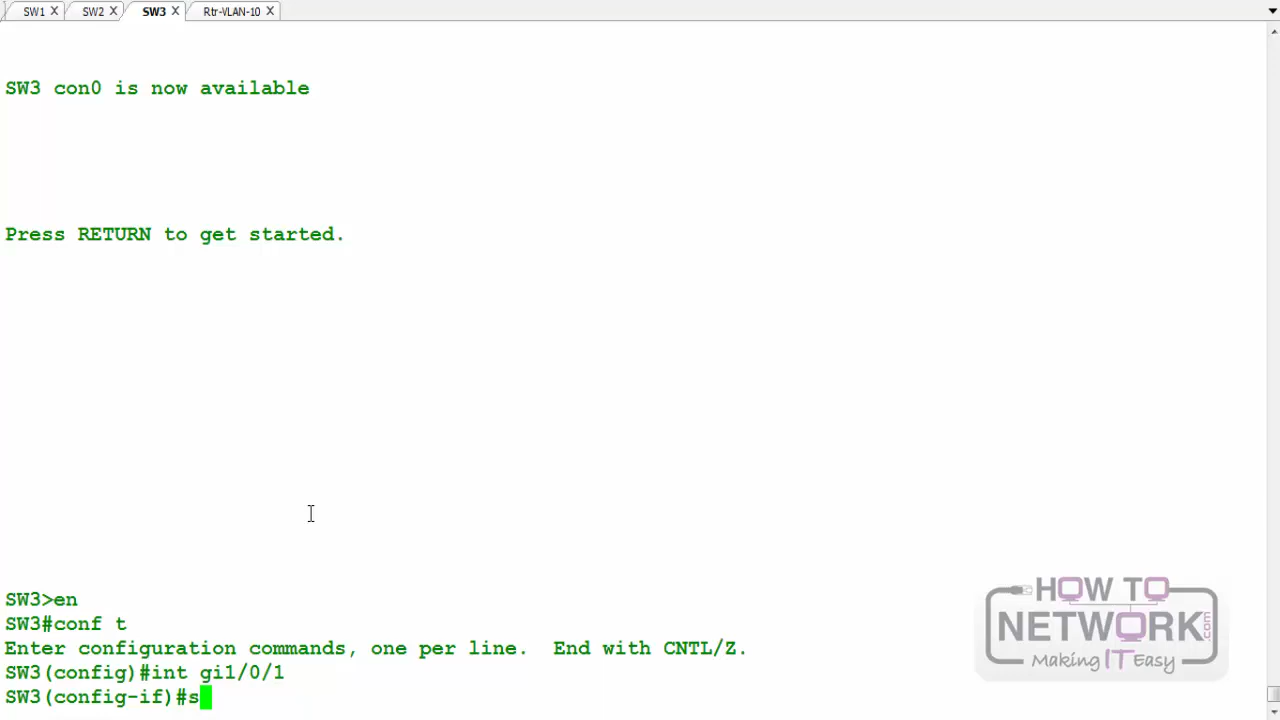 SW1 X SW2 X SW3 X Rtr-VLAN-10 X
SW3 con0 is now available
Press RETURN to get started.
SW3>en
SW3#conf t
Enter configuration commands, one per line.  End with CNTL/Z.
SW3(config)#int gi1/0/1
SW3(config-if)#s
HOW TO
NETWORK.com
Making IT Easy